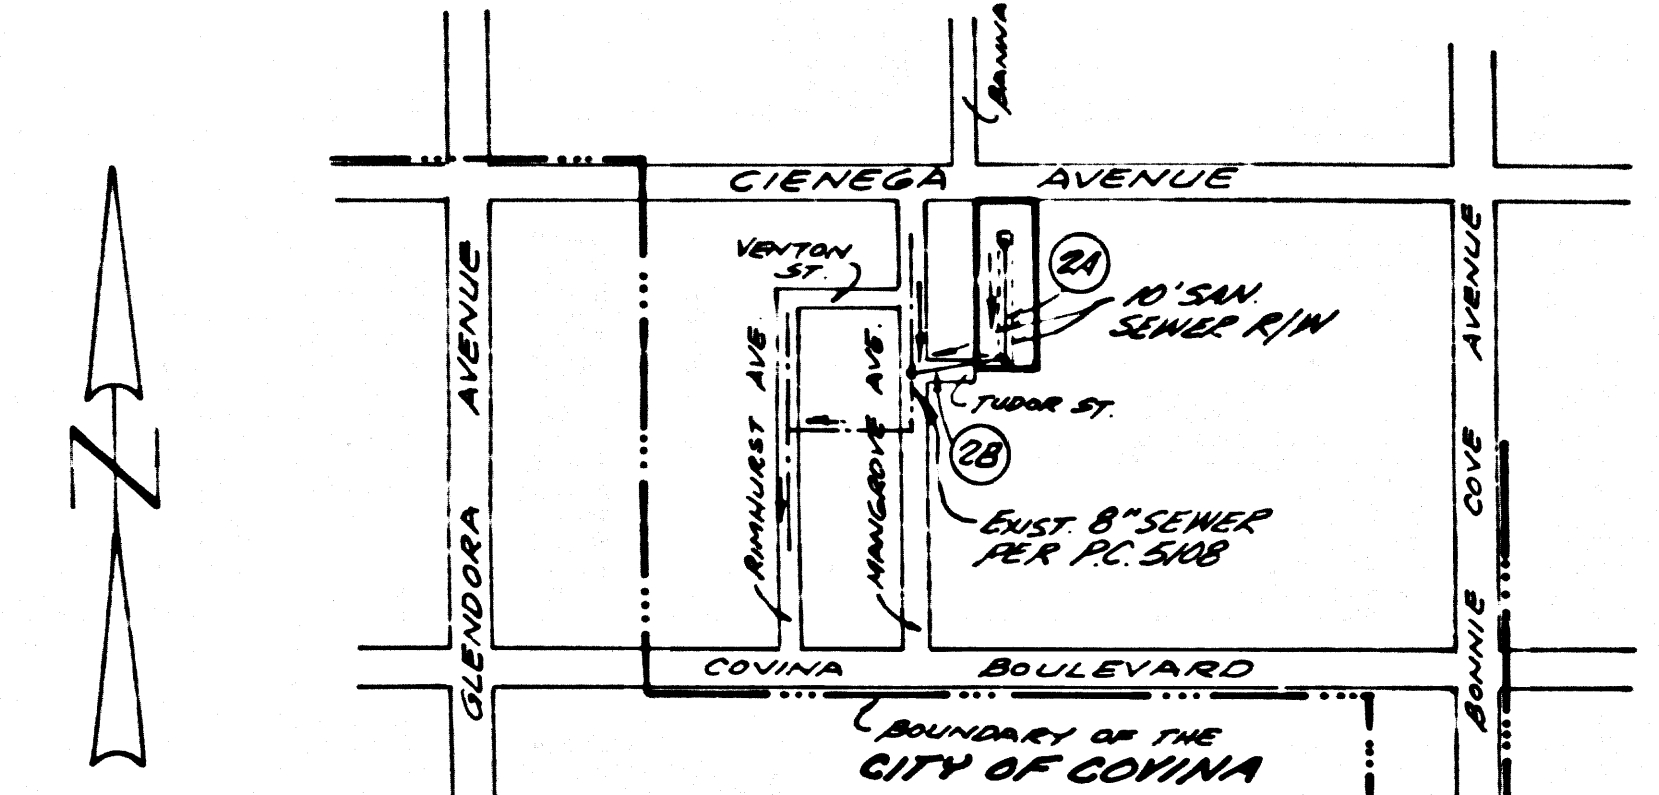 BANNA
CIENEGA AVENUE
VENTON
ST.
2A
10' SAN.
SEWER R/W
GLENDORA AVENUE
RIMHURST AVE
MANGROVE AVE.
TUDOR ST.
2B
EXIST. 8" SEWER
PER P.C. 5108
BONNIE COVE AVENUE
N
COVINA BOULEVARD
BOUNDARY OF THE
CITY OF COVINA